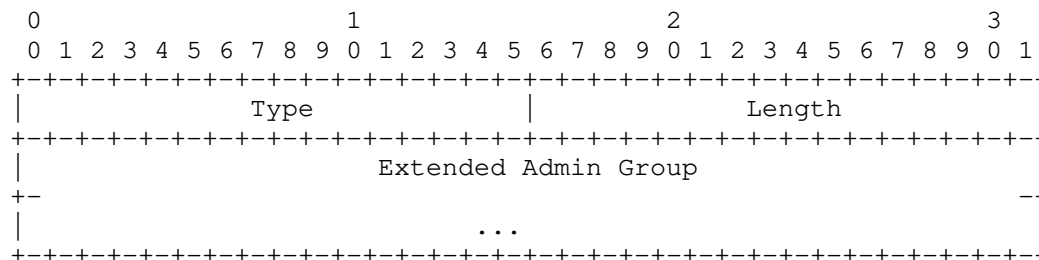 0                   1                   2                   3
0 1 2 3 4 5 6 7 8 9 0 1 2 3 4 5 6 7 8 9 0 1 2 3 4 5 6 7 8 9 0 1
+-+-+-+-+-+-+-+-+-+-+-+-+-+-+-+-+-+-+-+-+-+-+-+-+-+-+-+-+-+-+-+-
|              Type             |             Length
+-+-+-+-+-+-+-+-+-+-+-+-+-+-+-+-+-+-+-+-+-+-+-+-+-+-+-+-+-+-+-+-
|                      Extended Admin Group
+-                                                             -
|                            ...
+-+-+-+-+-+-+-+-+-+-+-+-+-+-+-+-+-+-+-+-+-+-+-+-+-+-+-+-+-+-+-+-